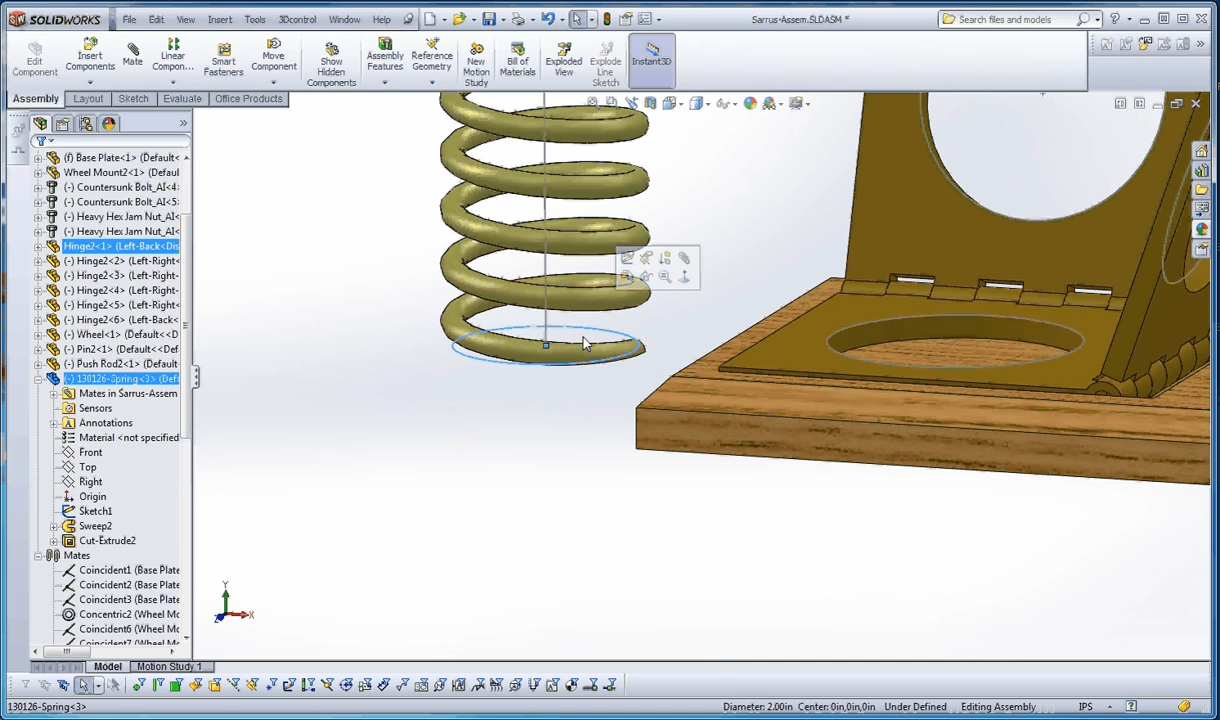 SOLIDWORKS
File Edit View Insert Tools 3Dcontrol Window Help
Sarrus-Assem.SLDASM *
Search files and models
Edit Component
Insert Components
Mate
Linear Compon...
Smart Fasteners
Move Component
Show Hidden Components
Assembly Features
Reference Geometry
New Motion Study
Bill of Materials
Exploded View
Explode Line Sketch
Instant3D
Assembly Layout Sketch Evaluate Office Products
(f) Base Plate<1> (Default<
Wheel Mount2<1> (Defaul
(-) Countersunk Bolt_AI<4>
(-) Countersunk Bolt_AI<5>
(-) Heavy Hex Jam Nut_AI<
(-) Heavy Hex Jam Nut_AI<
Hinge2<1> (Left-Back<Dis
(-) Hinge2<2> (Left-Right<
(-) Hinge2<3> (Left-Right-
(-) Hinge2<4> (Left-Right-
(-) Hinge2<5> (Left-Right<
(-) Hinge2<6> (Left-Back<
(-) Wheel<1> (Default<<D
(-) Pin2<1> (Default<<Def
(-) Push Rod2<1> (Default
(-) 130126-Spring<3> (Defa
Mates in Sarrus-Assem
Sensors
Annotations
Material <not specified
Front
Top
Right
Origin
Sketch1
Sweep2
Cut-Extrude2
Mates
Coincident1 (Base Plate
Coincident2 (Base Plate
Coincident3 (Base Plate
Concentric2 (Wheel Mo
Coincident6 (Wheel Mo
Coincident7 (Wheel Mo
Y
X
Z
Model Motion Study 1
130126-Spring<3>
Diameter: 2.00in Center: 0in,0in,0in Under Defined Editing Assembly IPS